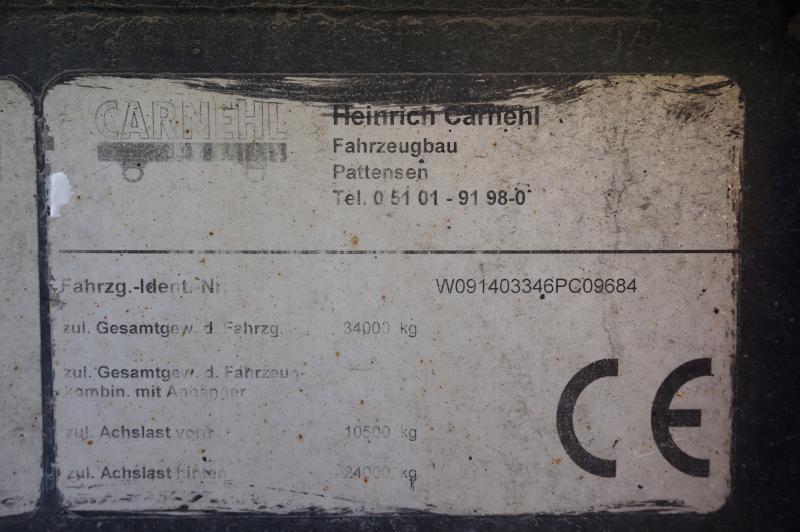 CARNEHL
Heinrich Carnehl
Fahrzeugbau
Pattensen
Tel. 0 51 01 - 91 98-0
Fahrzg.-Ident.-Nr. W091403346PC09684
zul. Gesamtgew. d. Fahrzg. 34000 kg
zul. Gesamtgew. d. Fahrzeug-
kombin. mit Anhänger
zul. Achslast vorn 10500 kg
zul. Achslast hinten 24000 kg
CE